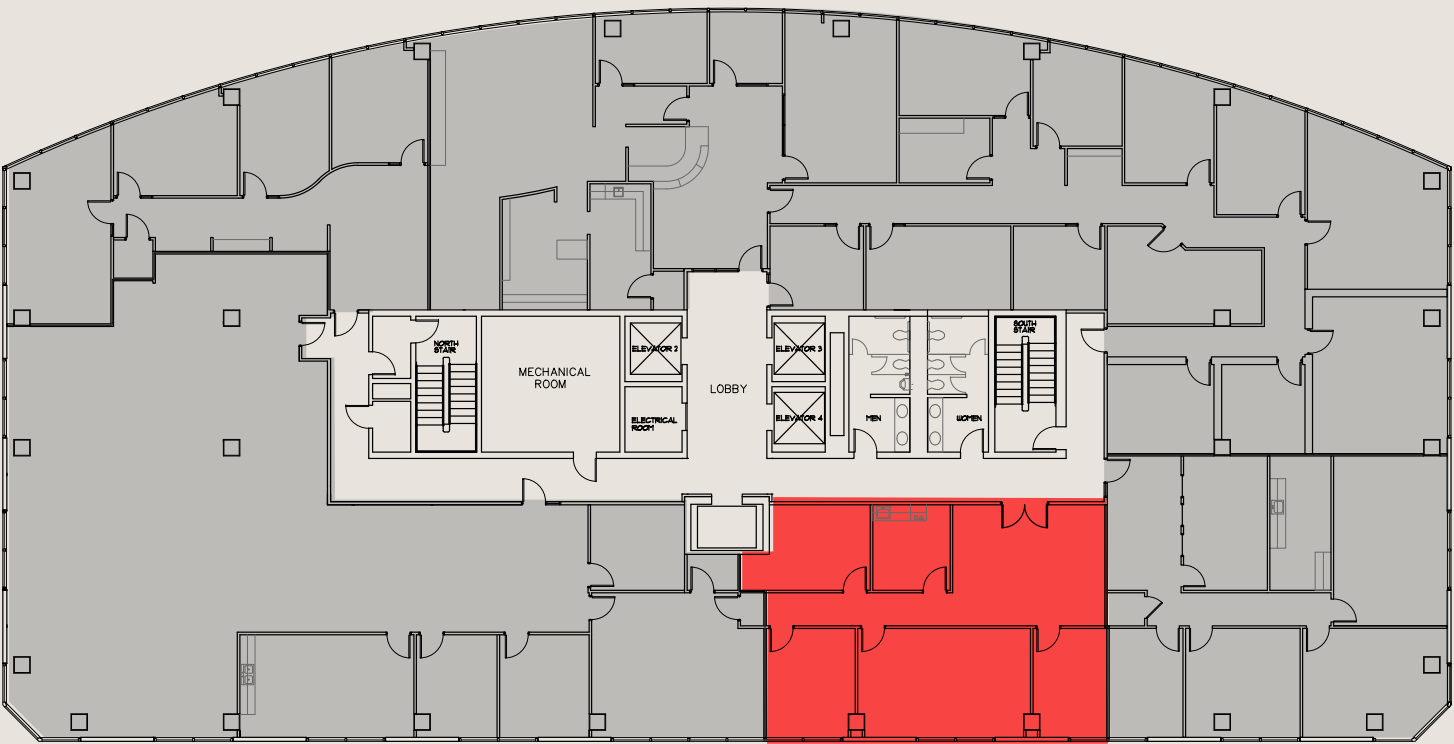 NORTH
STAIR
MECHANICAL
ROOM
ELEVATOR 2
ELECTRICAL
ROOM
LOBBY
ELEVATOR 3
ELEVATOR 4
MEN
WOMEN
SOUTH
STAIR